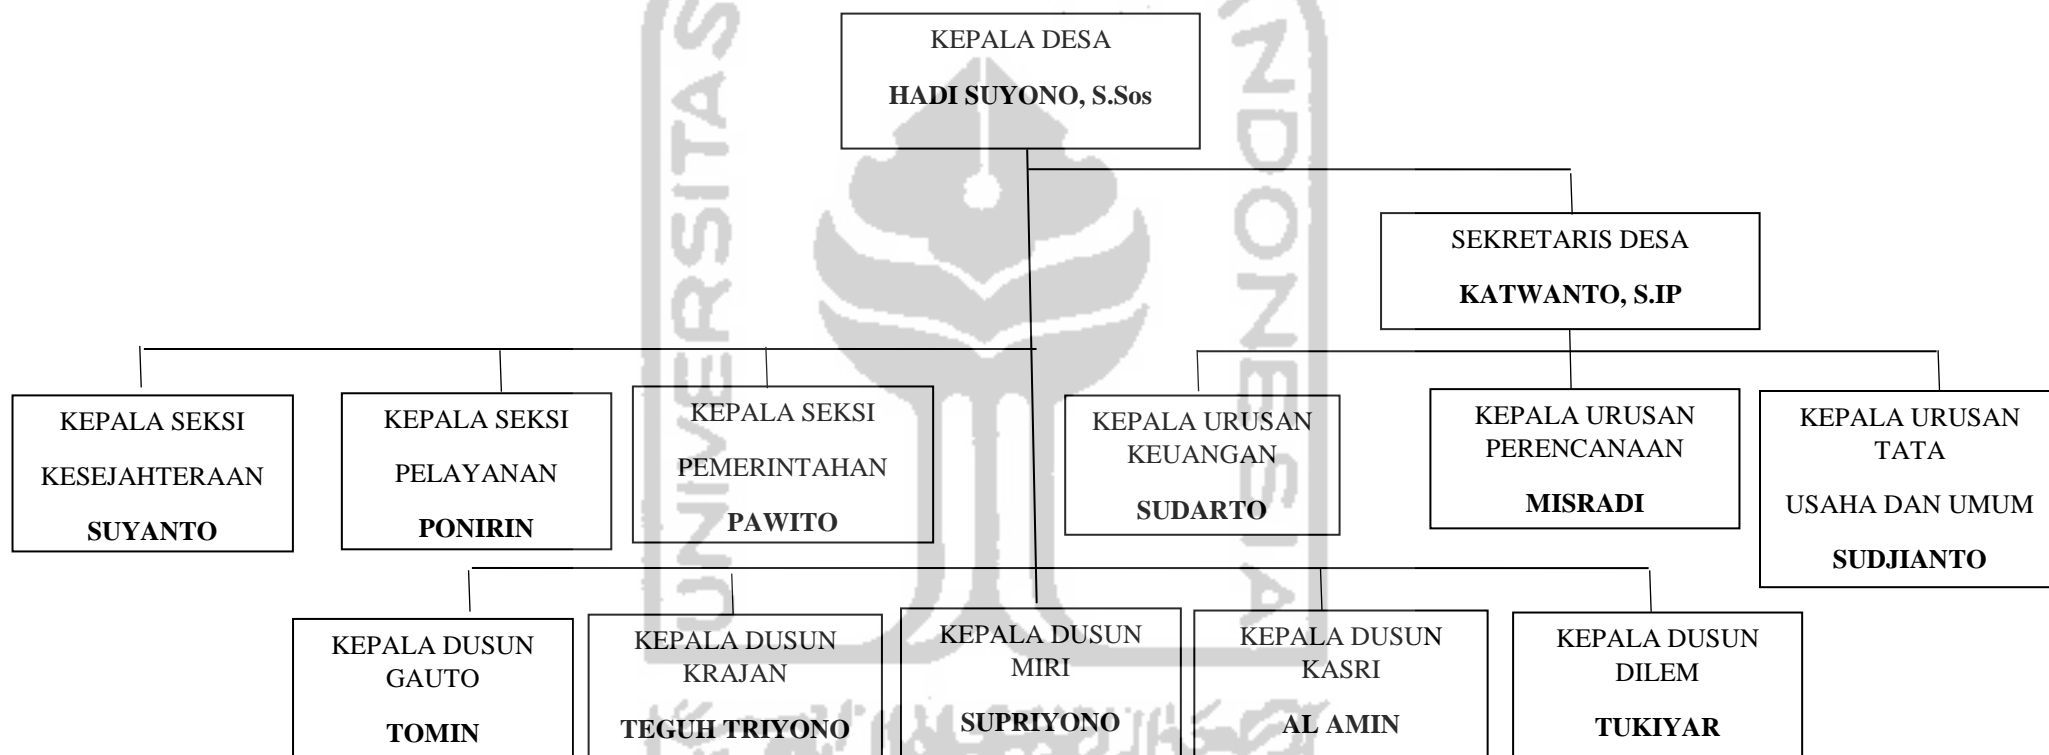 KEPALA DESA
HADI SUYONO, S.Sos
SEKRETARIS DESA
KATWANTO, S.IP
KEPALA SEKSI
KESEJAHTERAAN
SUYANTO
KEPALA SEKSI
PELAYANAN
PONIRIN
KEPALA SEKSI
PEMERINTAHAN
PAWITO
KEPALA URUSAN
KEUANGAN
SUDARTO
KEPALA URUSAN
PERENCANAAN
MISRADI
KEPALA URUSAN
TATA
USAHA DAN UMUM
SUDJIANTO
KEPALA DUSUN
GAUTO
TOMIN
KEPALA DUSUN
KRAJAN
TEGUH TRIYONO
KEPALA DUSUN
MIRI
SUPRIYONO
KEPALA DUSUN
KASRI
AL AMIN
KEPALA DUSUN
DILEM
TUKIYAR
UNIVERSITAS
NDONESIA